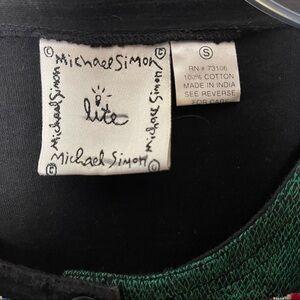 © Michael Simon ©
Michael Simon
lite
Michael Simon
© Michael Simon ©
S
RN # 73106
100% COTTON
MADE IN INDIA
SEE REVERSE
FOR CARE